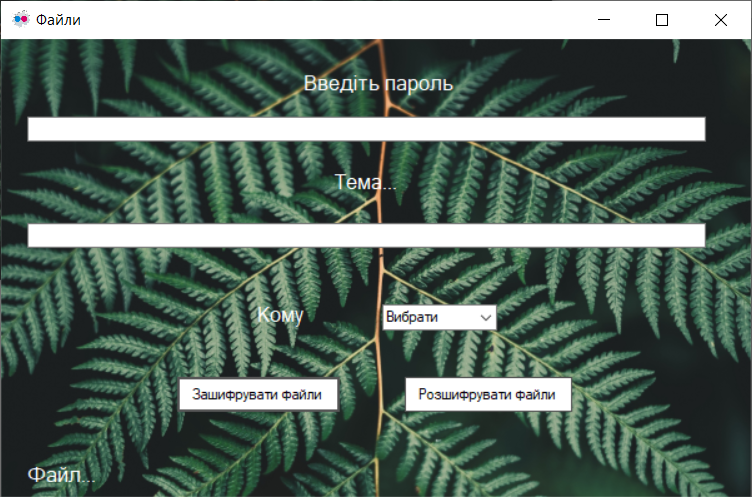 Файли
Введіть пароль
Тема...
Кому
Вибрати
Зашифрувати файли
Розшифрувати файли
Файл...